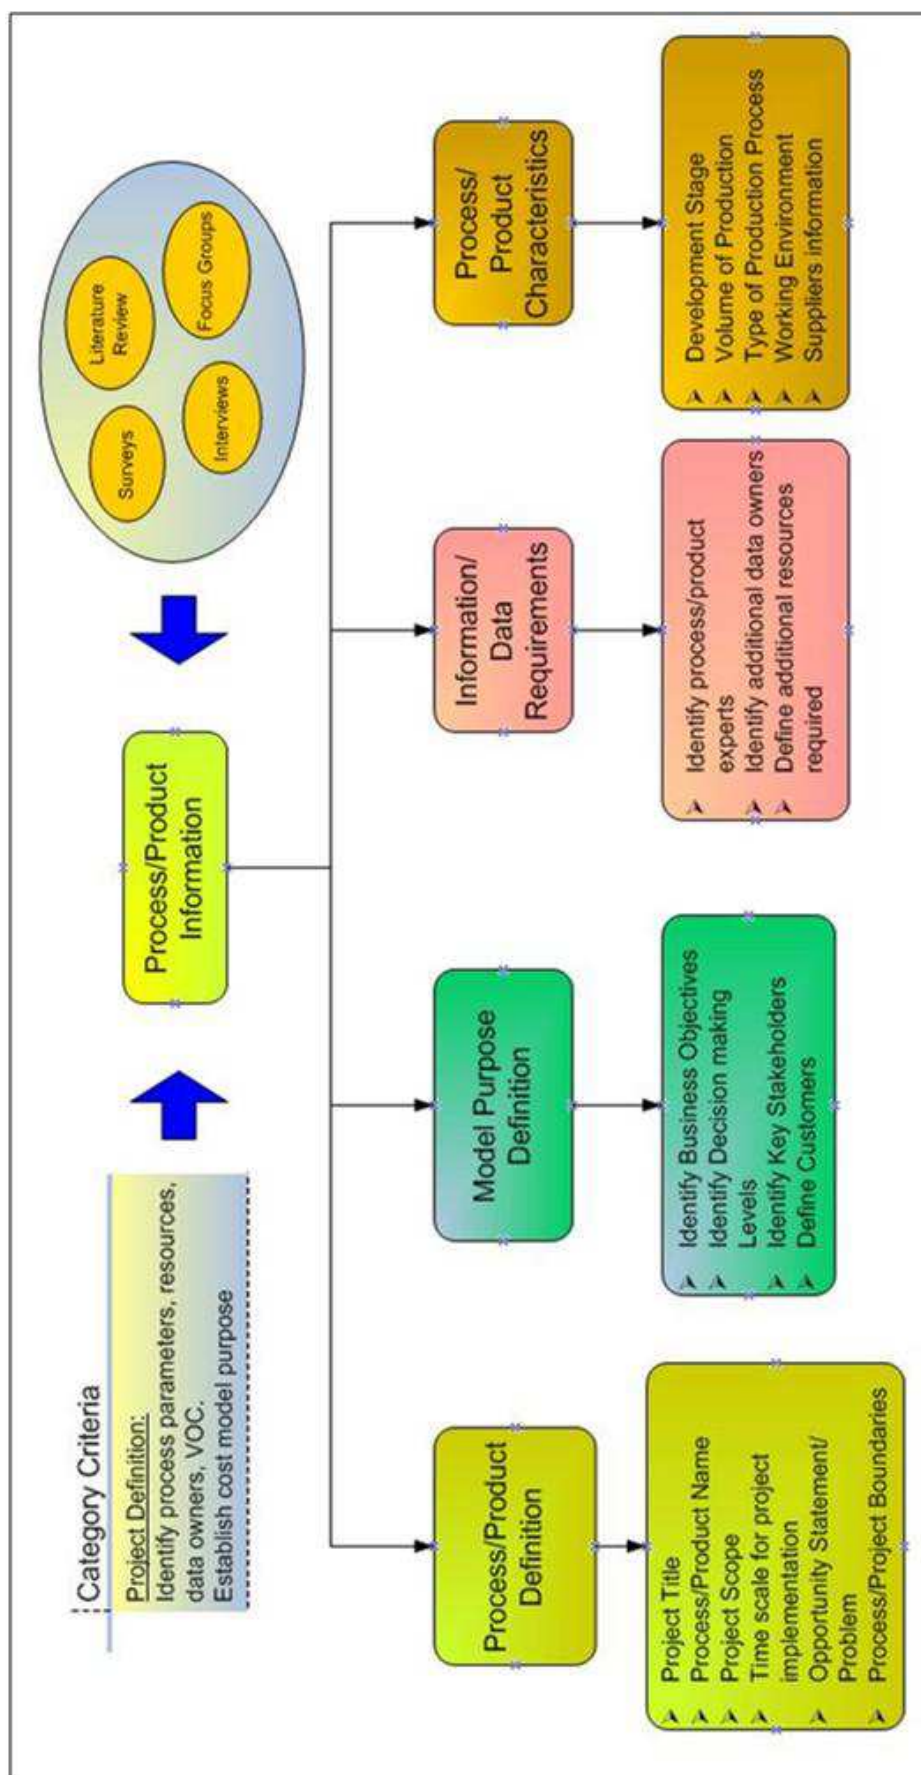 Category Criteria
Project Definition:
Identify process parameters, resources,
data owners, VOC.
Establish cost model purpose
Process/Product
Information
Surveys
Literature
Review
Interviews
Focus Groups
Process/Product
Definition
Model Purpose
Definition
Information/
Data
Requirements
Process/
Product
Characteristics
➢ Project Title
➢ Process/Product Name
➢ Project Scope
➢ Time scale for project
implementation
➢ Opportunity Statement/
Problem
➢ Process/Project Boundaries
➢ Identify Business Objectives
➢ Identify Decision making
Levels
➢ Identify Key Stakeholders
➢ Define Customers
➢ Identify process/product
experts
➢ Identify additional data owners
➢ Define additional resources
required
➢ Development Stage
➢ Volume of Production
➢ Type of Production Process
➢ Working Environment
➢ Suppliers information